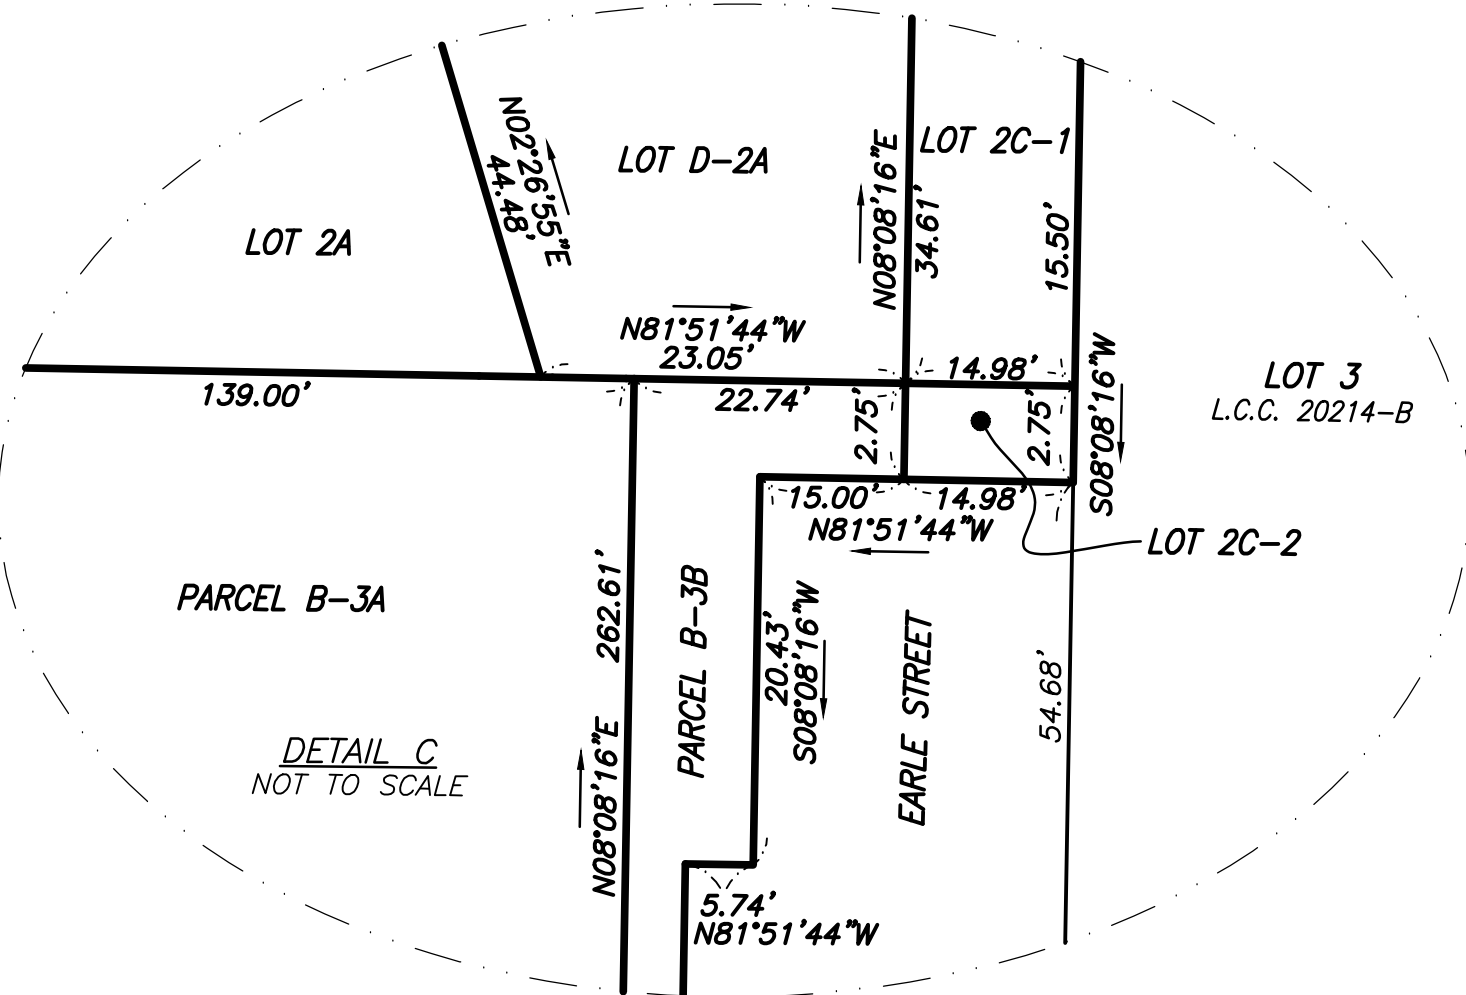 N02°26'55"E
44.48'
LOT D-2A
LOT 2C-1
LOT 2A
N08°08'16"E
34.61'
15.50'
N81°51'44"W
23.05'
14.98'
139.00'
22.74'
2.75'
2.75'
S08°08'16"W
LOT 3
L.C.C. 20214-B
15.00'
14.98'
N81°51'44"W
LOT 2C-2
PARCEL B-3A
262.61'
N08°08'16"E
PARCEL B-3B
20.43'
S08°08'16"W
EARLE STREET
54.68'
DETAIL C
NOT TO SCALE
5.74'
N81°51'44"W